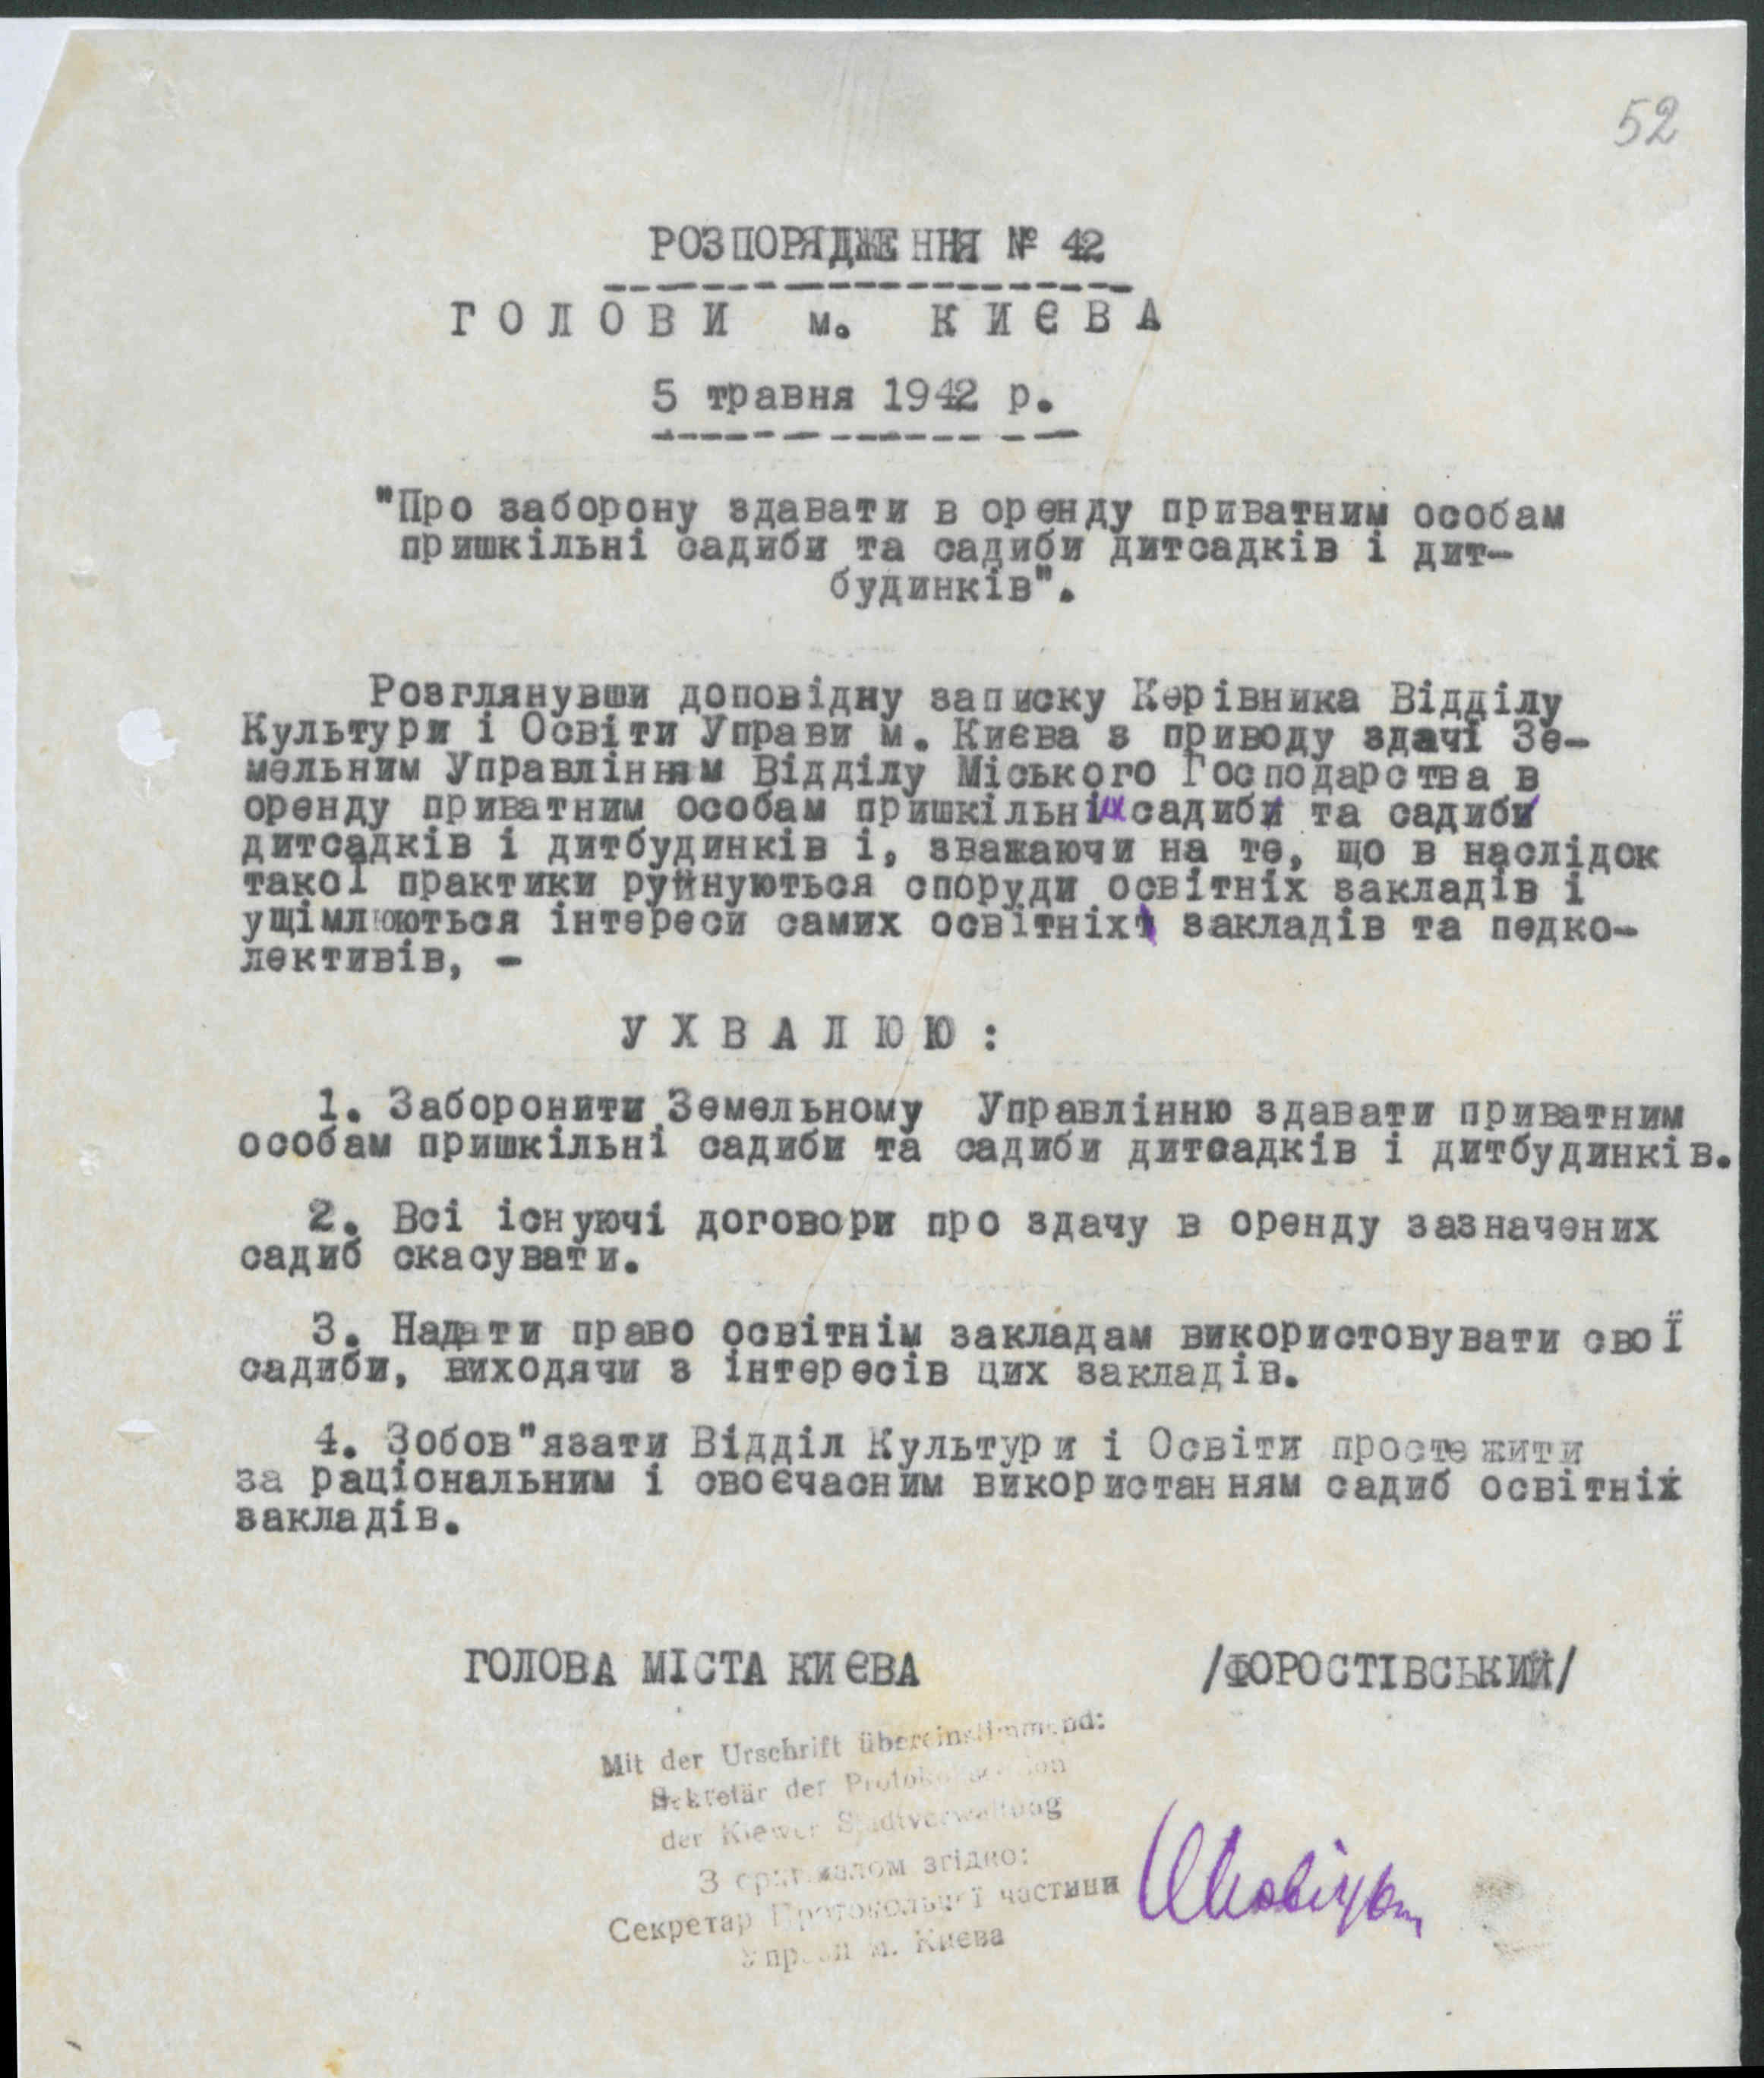 52
РОЗПОРЯДЖЕННЯ № 42
ГОЛОВИ м. КИЄВА
5 травня 1942 р.
"Про заборону здавати в оренду приватним особам
пришкільні садиби та садиби дитсадків і дит-
будинків".
Розглянувши доповідну записку Керівника Відділу
Культури і Освіти Управи м. Києва з приводу здачі Зе-
мельним Управлінням Відділу Міського Господарства в
оренду приватним особам пришкільних садиб та садиб
дитсадків і дитбудинків і, зважаючи на те, що в наслідок
такої практики руйнуються споруди освітніх закладів і
ущімлюються інтереси самих освітніх закладів та педко-
лективів, -
УХВАЛЮЮ:
1. Заборонити Земельному Управлінню здавати приватним
особам пришкільні садиби та садиби дитсадків і дитбудинків.
2. Всі існуючі договори про здачу в оренду зазначених
садиб скасувати.
3. Надати право освітнім закладам використовувати свої
садиби, виходячи з інтересів цих закладів.
4. Зобов"язати Відділ Культури і Освіти простежити
за раціональним і своєчасним використанням садиб освітніх
закладів.
ГОЛОВА МІСТА КИЄВА /ФОРОСТІВСЬКИЙ/
Mit der Urschrift übereinstimmend:
Sekretär der
der Kiewer Stadtverwaltung
З оригіналом згідно:
Секретар Протокольної частини
Управи м. Києва